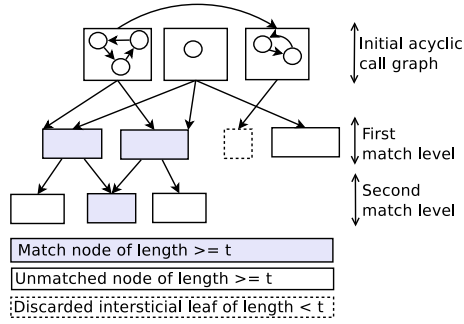 Initial acyclic
call graph
First
match level
Second
match level
Match node of length >= t
Unmatched node of length >= t
Discarded intersticial leaf of length < t